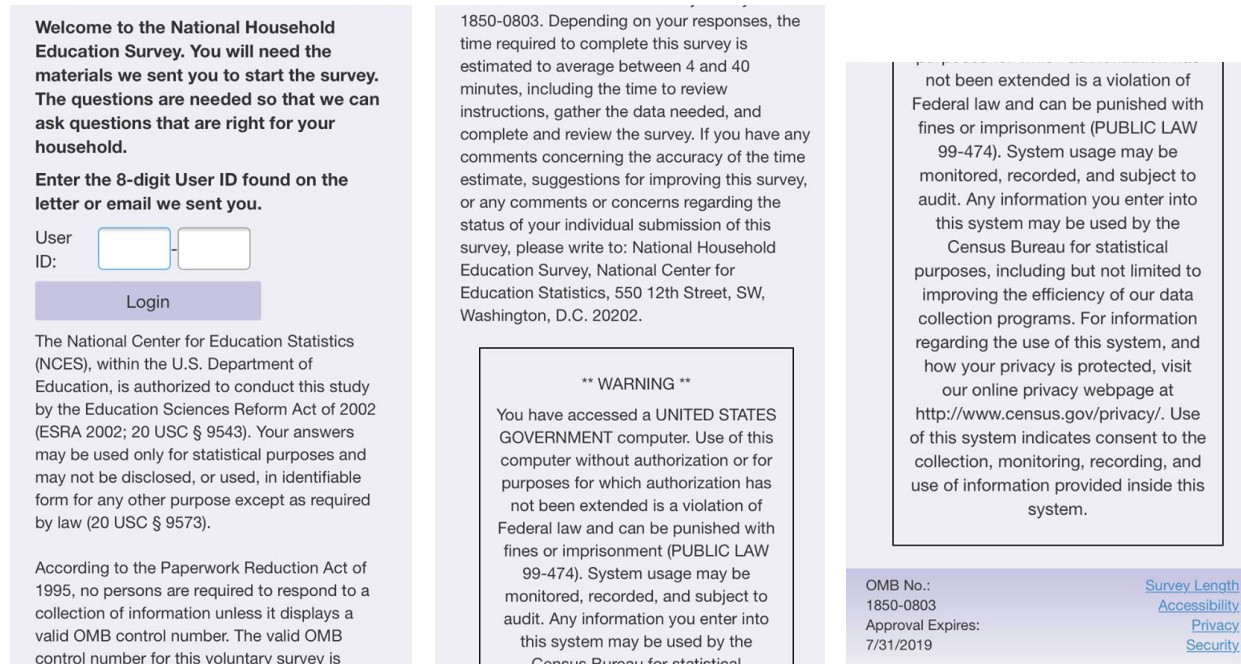 Welcome to the National Household
Education Survey. You will need the
materials we sent you to start the survey.
The questions are needed so that we can
ask questions that are right for your
household.
Enter the 8-digit User ID found on the
letter or email we sent you.
User
ID:
-
Login
The National Center for Education Statistics
(NCES), within the U.S. Department of
Education, is authorized to conduct this study
by the Education Sciences Reform Act of 2002
(ESRA 2002; 20 USC § 9543). Your answers
may be used only for statistical purposes and
may not be disclosed, or used, in identifiable
form for any other purpose except as required
by law (20 USC § 9573).
According to the Paperwork Reduction Act of
1995, no persons are required to respond to a
collection of information unless it displays a
valid OMB control number. The valid OMB
control number for this voluntary survey is
1850-0803. Depending on your responses, the
time required to complete this survey is
estimated to average between 4 and 40
minutes, including the time to review
instructions, gather the data needed, and
complete and review the survey. If you have any
comments concerning the accuracy of the time
estimate, suggestions for improving this survey,
or any comments or concerns regarding the
status of your individual submission of this
survey, please write to: National Household
Education Survey, National Center for
Education Statistics, 550 12th Street, SW,
Washington, D.C. 20202.
** WARNING **
You have accessed a UNITED STATES
GOVERNMENT computer. Use of this
computer without authorization or for
purposes for which authorization has
not been extended is a violation of
Federal law and can be punished with
fines or imprisonment (PUBLIC LAW
99-474). System usage may be
monitored, recorded, and subject to
audit. Any information you enter into
this system may be used by the
Census Bureau for statistical
not been extended is a violation of
Federal law and can be punished with
fines or imprisonment (PUBLIC LAW
99-474). System usage may be
monitored, recorded, and subject to
audit. Any information you enter into
this system may be used by the
Census Bureau for statistical
purposes, including but not limited to
improving the efficiency of our data
collection programs. For information
regarding the use of this system, and
how your privacy is protected, visit
our online privacy webpage at
http://www.census.gov/privacy/. Use
of this system indicates consent to the
collection, monitoring, recording, and
use of information provided inside this
system.
OMB No.:
1850-0803
Approval Expires:
7/31/2019
Survey Length
Accessibility
Privacy
Security